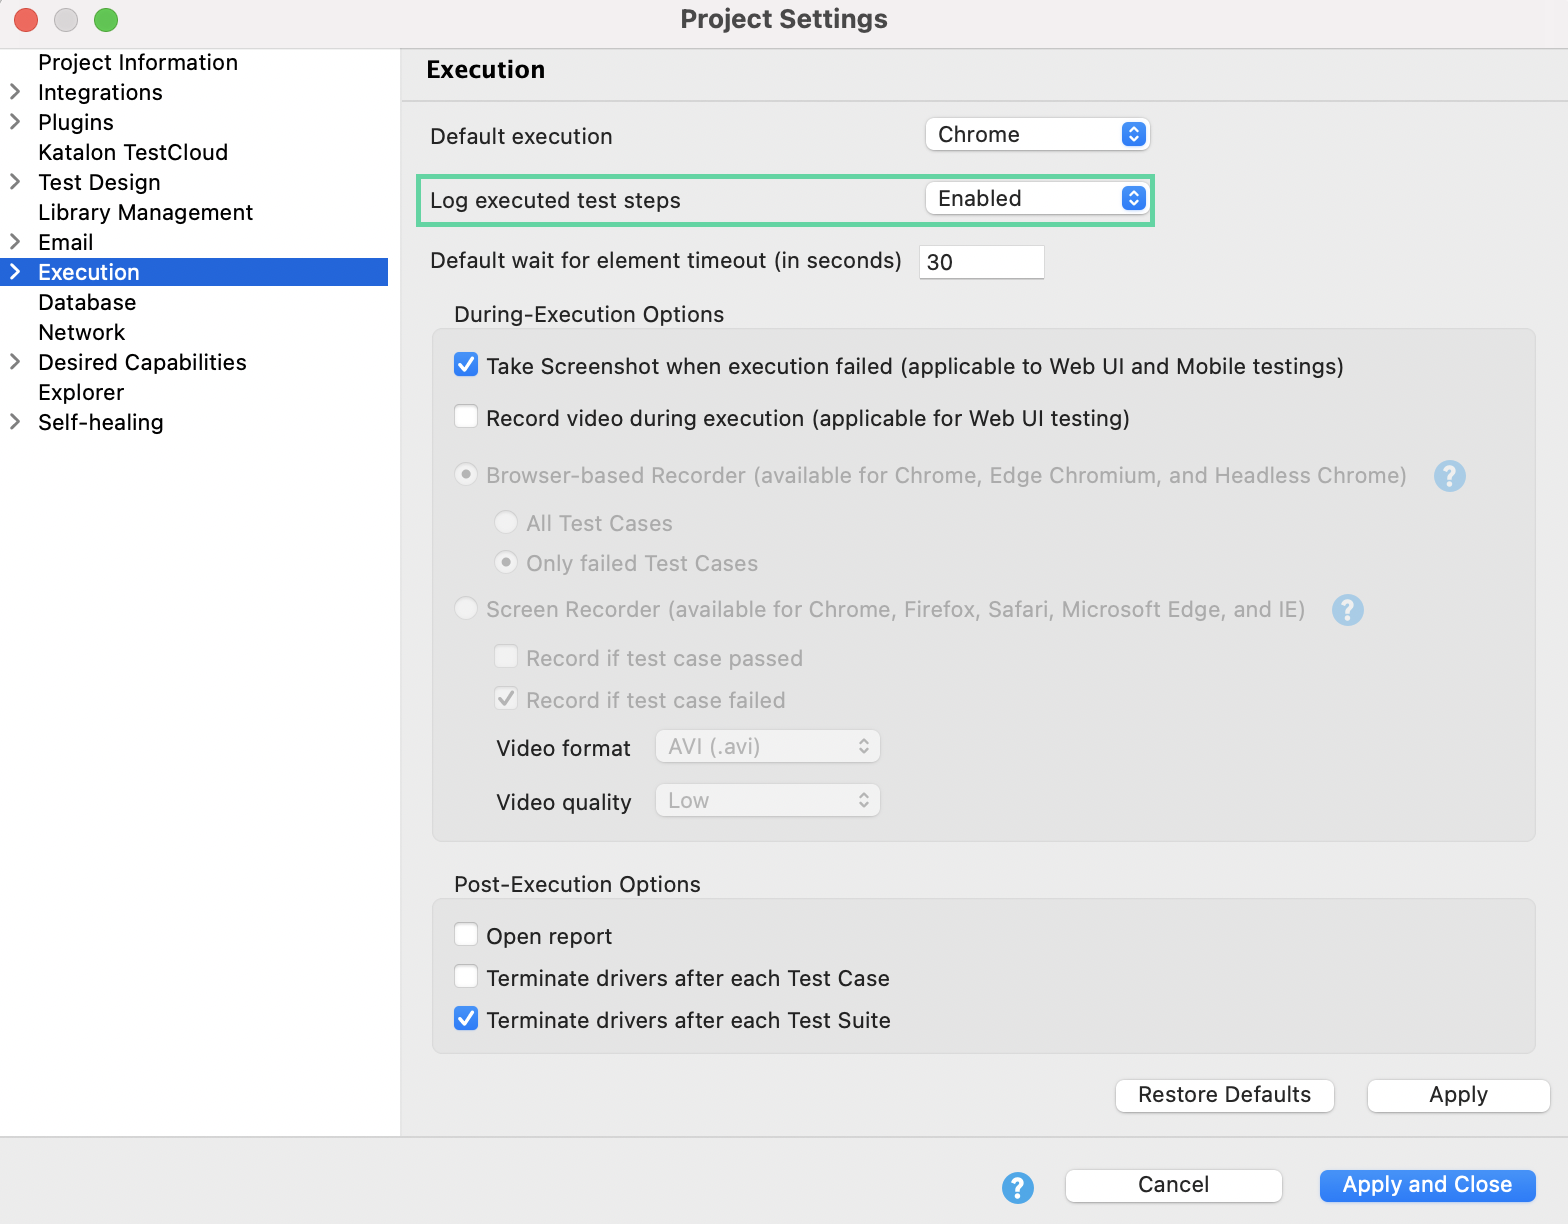 Project Settings
Project Information
Integrations
Plugins
Katalon TestCloud
Test Design
Library Management
Email
Execution
Database
Network
Desired Capabilities
Explorer
Self-healing
Execution
Default execution Chrome
Log executed test steps Enabled
Default wait for element timeout (in seconds) 30
During-Execution Options
Take Screenshot when execution failed (applicable to Web UI and Mobile testings)
Record video during execution (applicable for Web UI testing)
Browser-based Recorder (available for Chrome, Edge Chromium, and Headless Chrome) ?
All Test Cases
Only failed Test Cases
Screen Recorder (available for Chrome, Firefox, Safari, Microsoft Edge, and IE) ?
Record if test case passed
Record if test case failed
Video format AVI (.avi)
Video quality Low
Post-Execution Options
Open report
Terminate drivers after each Test Case
Terminate drivers after each Test Suite
Restore Defaults Apply
? Cancel Apply and Close